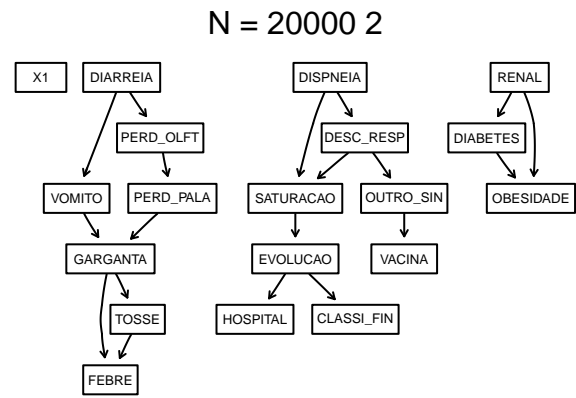 N = 20000 2
X1 DIARREIA DISPNEIA RENAL
PERD_OLFT DESC_RESP DIABETES
VOMITO PERD_PALA SATURACAO OUTRO_SIN OBESIDADE
GARGANTA EVOLUCAO VACINA
TOSSE HOSPITAL CLASSI_FIN
FEBRE